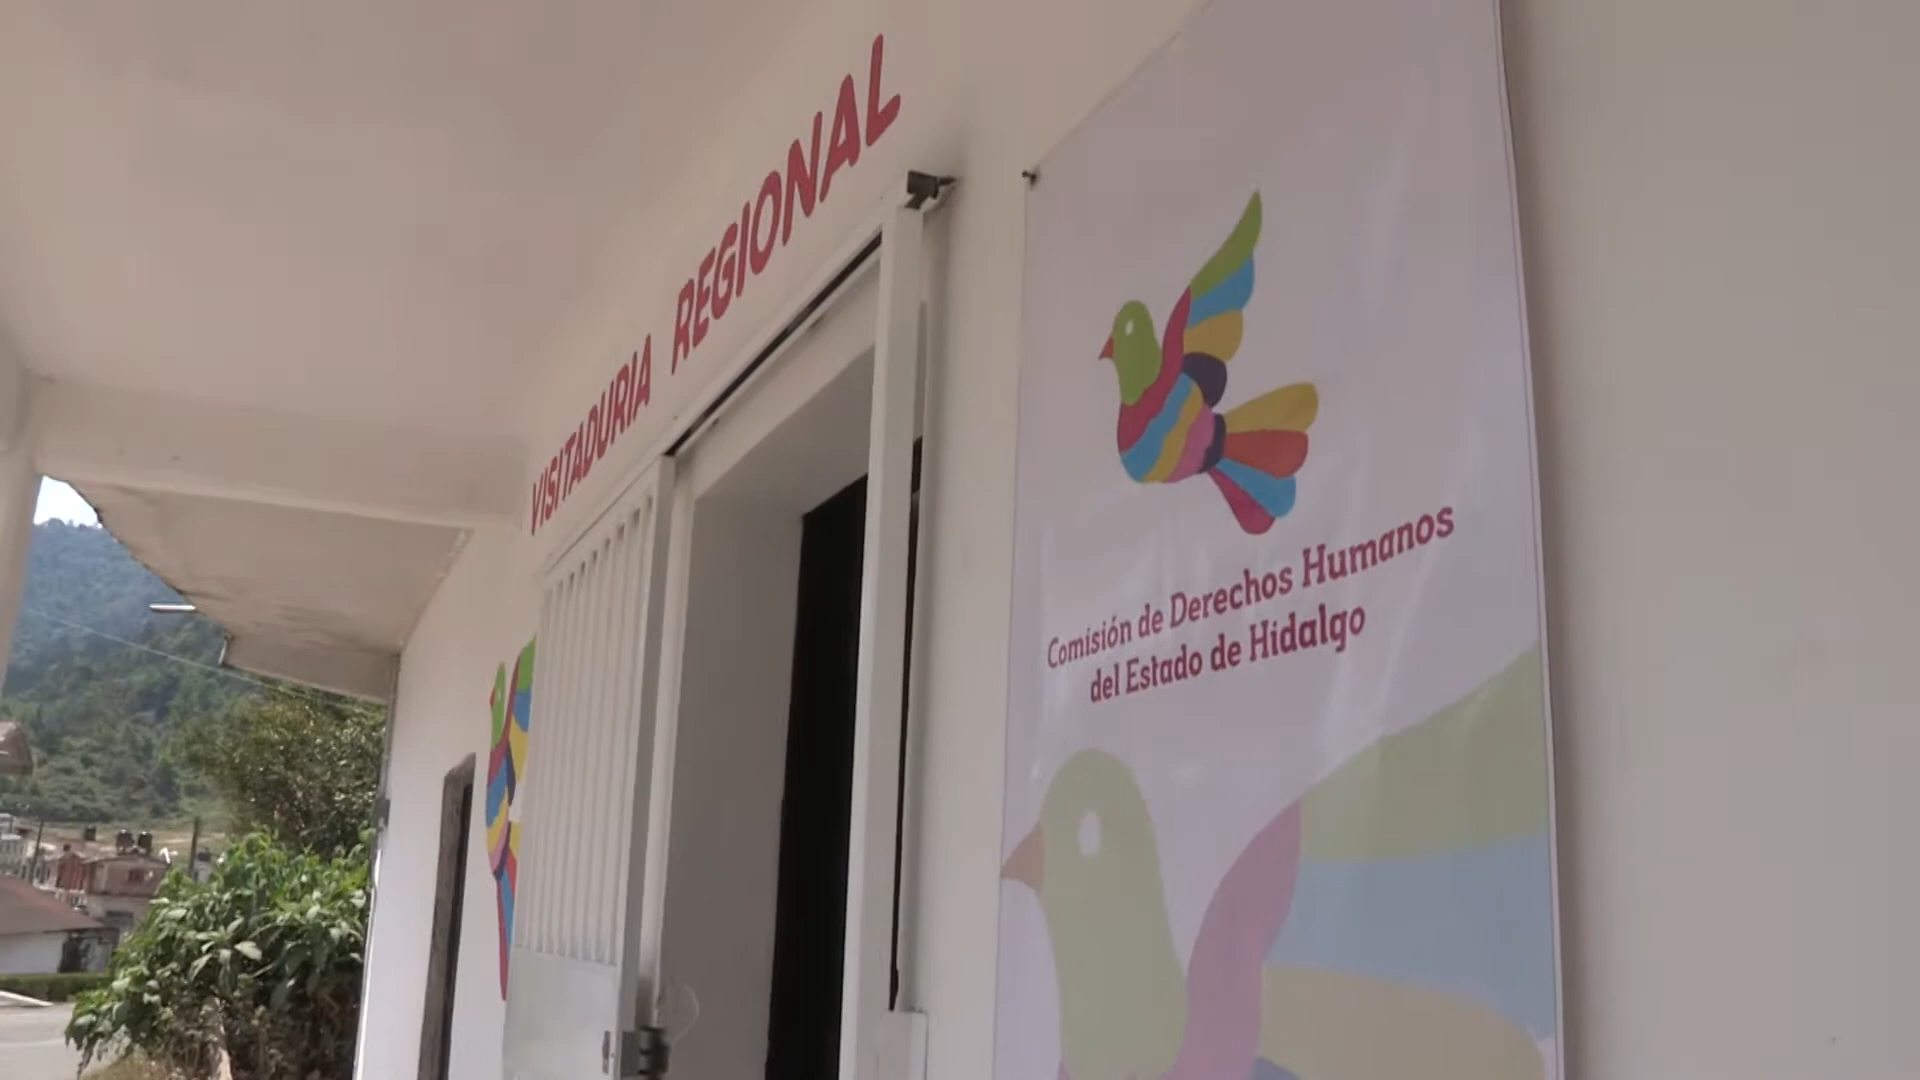 VISITADURIA REGIONAL
Comisión de Derechos Humanos
del Estado de Hidalgo